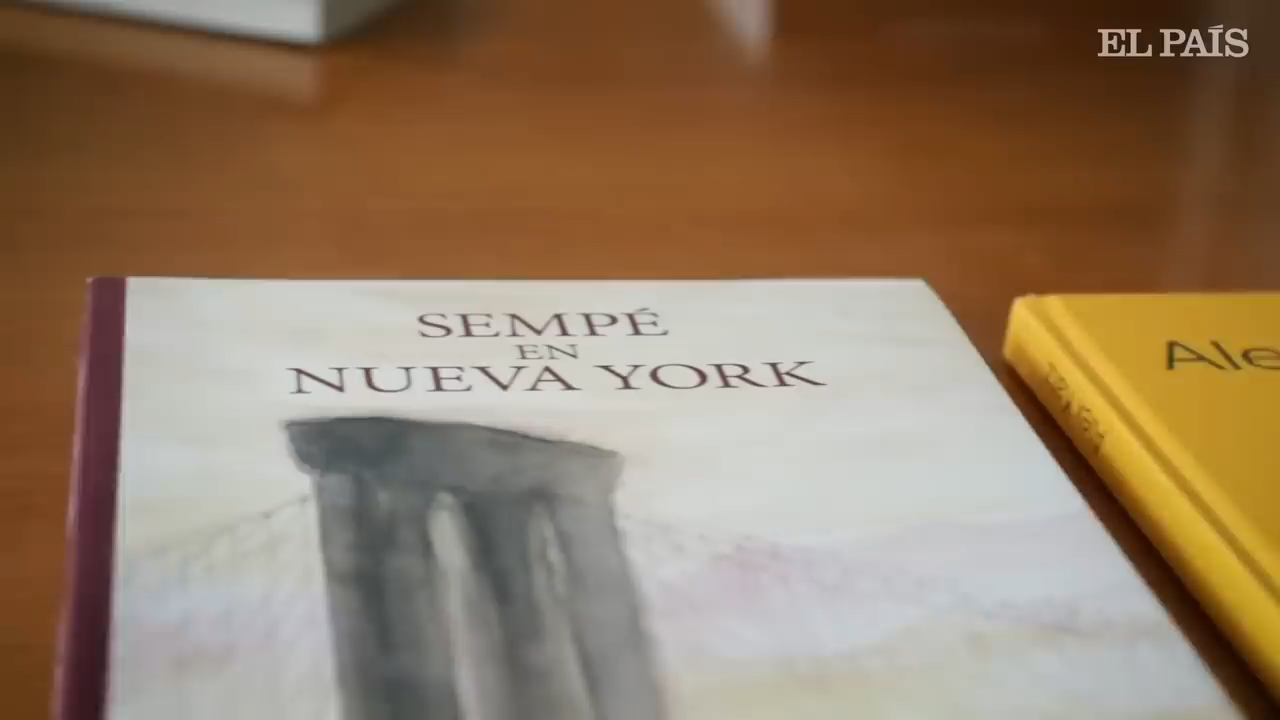 EL PAÍS
SEMPÉ
EN
NUEVA YORK
Ale